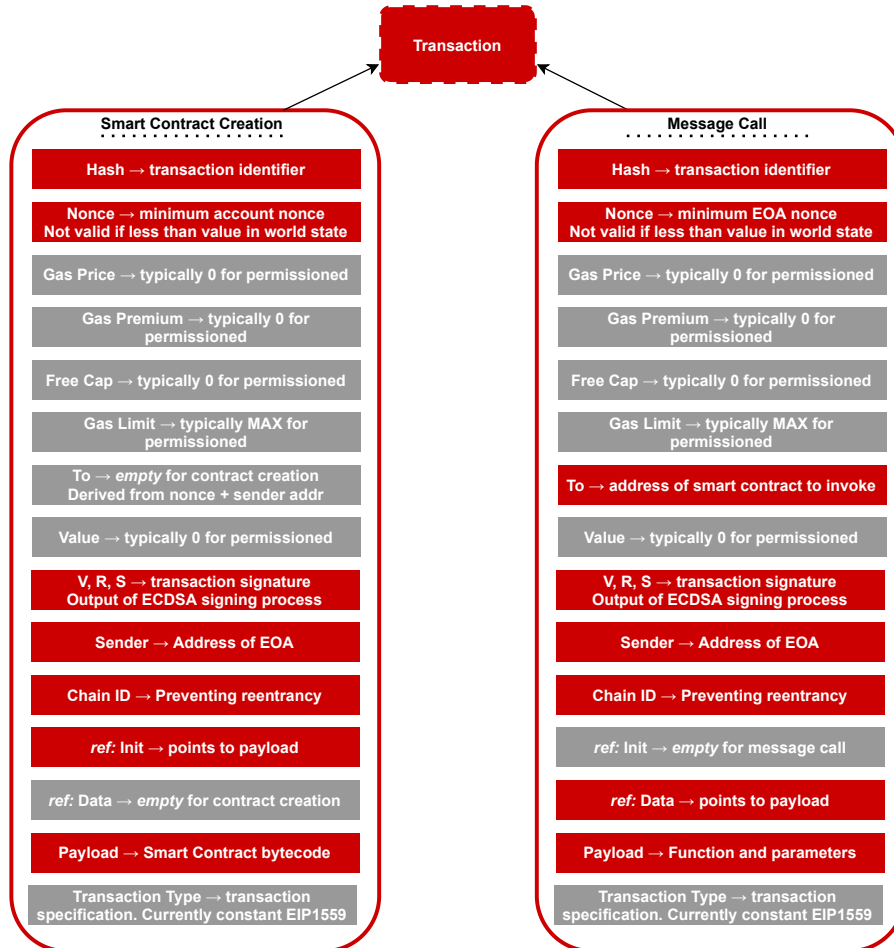 Transaction
Smart Contract Creation
Hash → transaction identifier
Nonce → minimum account nonce
Not valid if less than value in world state
Gas Price → typically 0 for permissioned
Gas Premium → typically 0 for
permissioned
Free Cap → typically 0 for permissioned
Gas Limit → typically MAX for
permissioned
To → empty for contract creation
Derived from nonce + sender addr
Value → typically 0 for permissioned
V, R, S → transaction signature
Output of ECDSA signing process
Sender → Address of EOA
Chain ID → Preventing reentrancy
ref: Init → points to payload
ref: Data → empty for contract creation
Payload → Smart Contract bytecode
Transaction Type → transaction
specification. Currently constant EIP1559
Message Call
Hash → transaction identifier
Nonce → minimum EOA nonce
Not valid if less than value in world state
Gas Price → typically 0 for permissioned
Gas Premium → typically 0 for
permissioned
Free Cap → typically 0 for permissioned
Gas Limit → typically MAX for
permissioned
To → address of smart contract to invoke
Value → typically 0 for permissioned
V, R, S → transaction signature
Output of ECDSA signing process
Sender → Address of EOA
Chain ID → Preventing reentrancy
ref: Init → empty for message call
ref: Data → points to payload
Payload → Function and parameters
Transaction Type → transaction
specification. Currently constant EIP1559